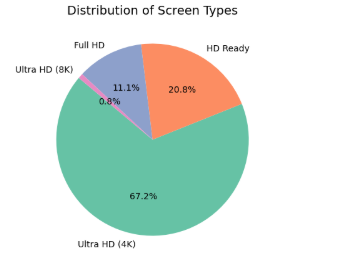 Distribution of Screen Types
Full HD
HD Ready
Ultra HD (8K)
11.1%
20.8%
0.8%
67.2%
Ultra HD (4K)